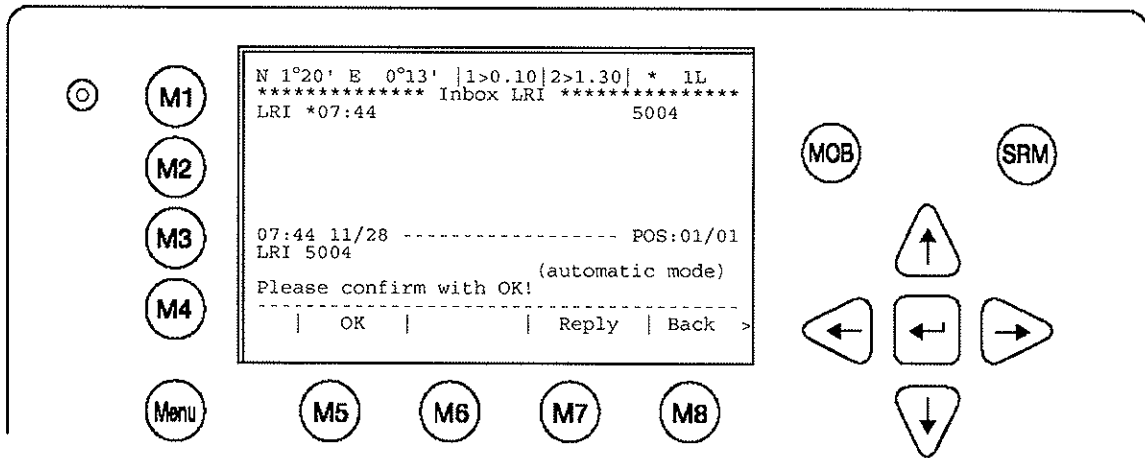 N 1°20' E 0°13' |1>0.10|2>1.30| * 1L
************** Inbox LRI ***************
LRI *07:44 5004
07:44 11/28 ------------------ POS:01/01
LRI 5004
(automatic mode)
Please confirm with OK!
| OK | | Reply | Back >
M1
M2
M3
M4
Menu
M5
M6
M7
M8
MOB
SRM